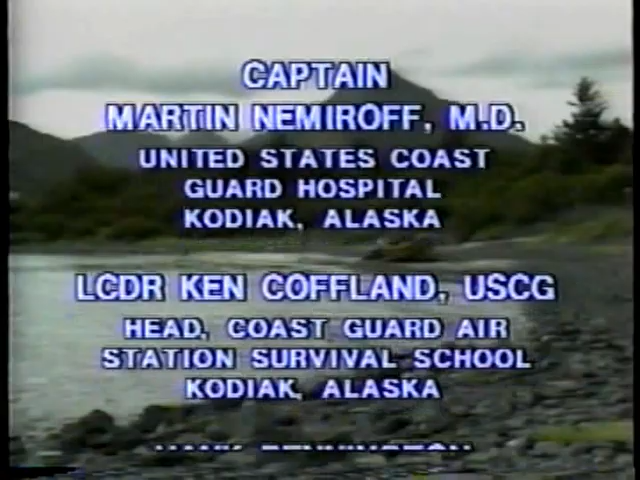 CAPTAIN
MARTIN NEMIROFF, M.D.
UNITED STATES COAST
GUARD HOSPITAL
KODIAK, ALASKA
LCDR KEN COFFLAND, USCG
HEAD, COAST GUARD AIR
STATION SURVIVAL SCHOOL
KODIAK, ALASKA